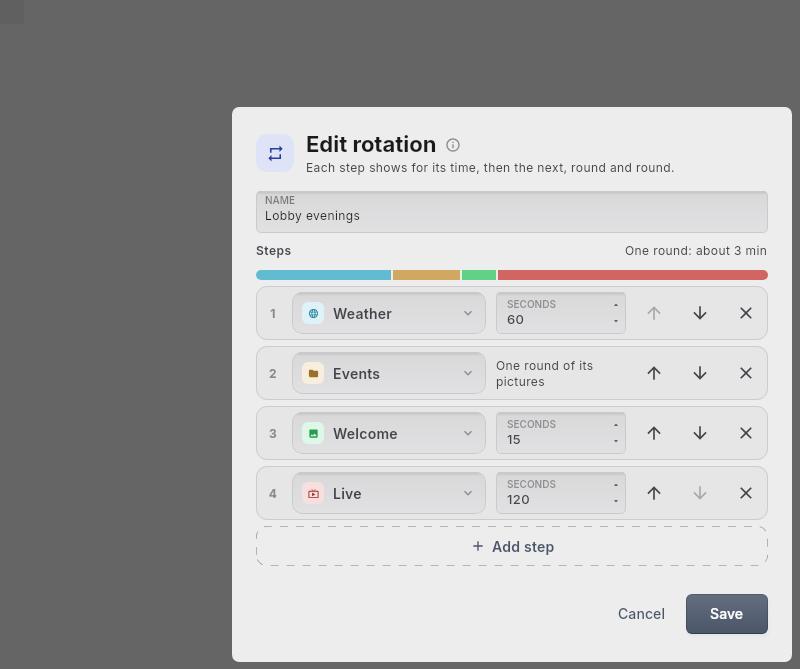 Edit rotation
Each step shows for its time, then the next, round and round.
NAME
Lobby evenings
Steps
One round: about 3 min
1
Weather
SECONDS
60
2
Events
One round of its
pictures
3
Welcome
SECONDS
15
4
Live
SECONDS
120
Add step
Cancel
Save